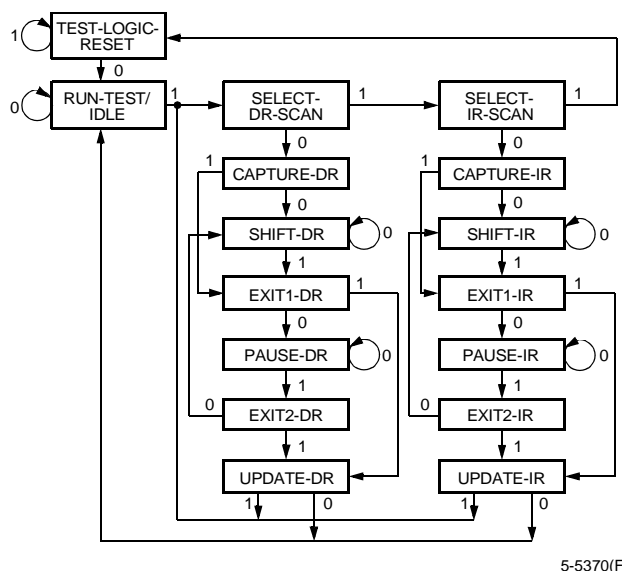 TEST-LOGIC-
RESET
1
0
RUN-TEST/
IDLE
0
1
SELECT-
DR-SCAN
1
SELECT-
IR-SCAN
1
0
0
1
CAPTURE-DR
1
CAPTURE-IR
0
0
SHIFT-DR
0
SHIFT-IR
0
1
1
EXIT1-DR
1
EXIT1-IR
1
0
0
PAUSE-DR
0
PAUSE-IR
0
1
1
0
EXIT2-DR
0
EXIT2-IR
1
1
UPDATE-DR
UPDATE-IR
1
0
1
0
5-5370(F